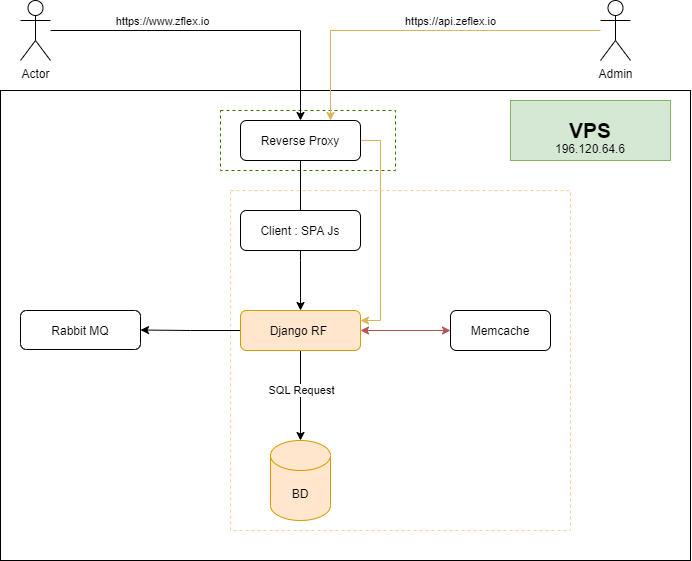 https://www.zflex.io
https://api.zeflex.io
Actor
Admin
VPS
196.120.64.6
Reverse Proxy
Client : SPA Js
Rabbit MQ
Django RF
Memcache
SQL Request
BD